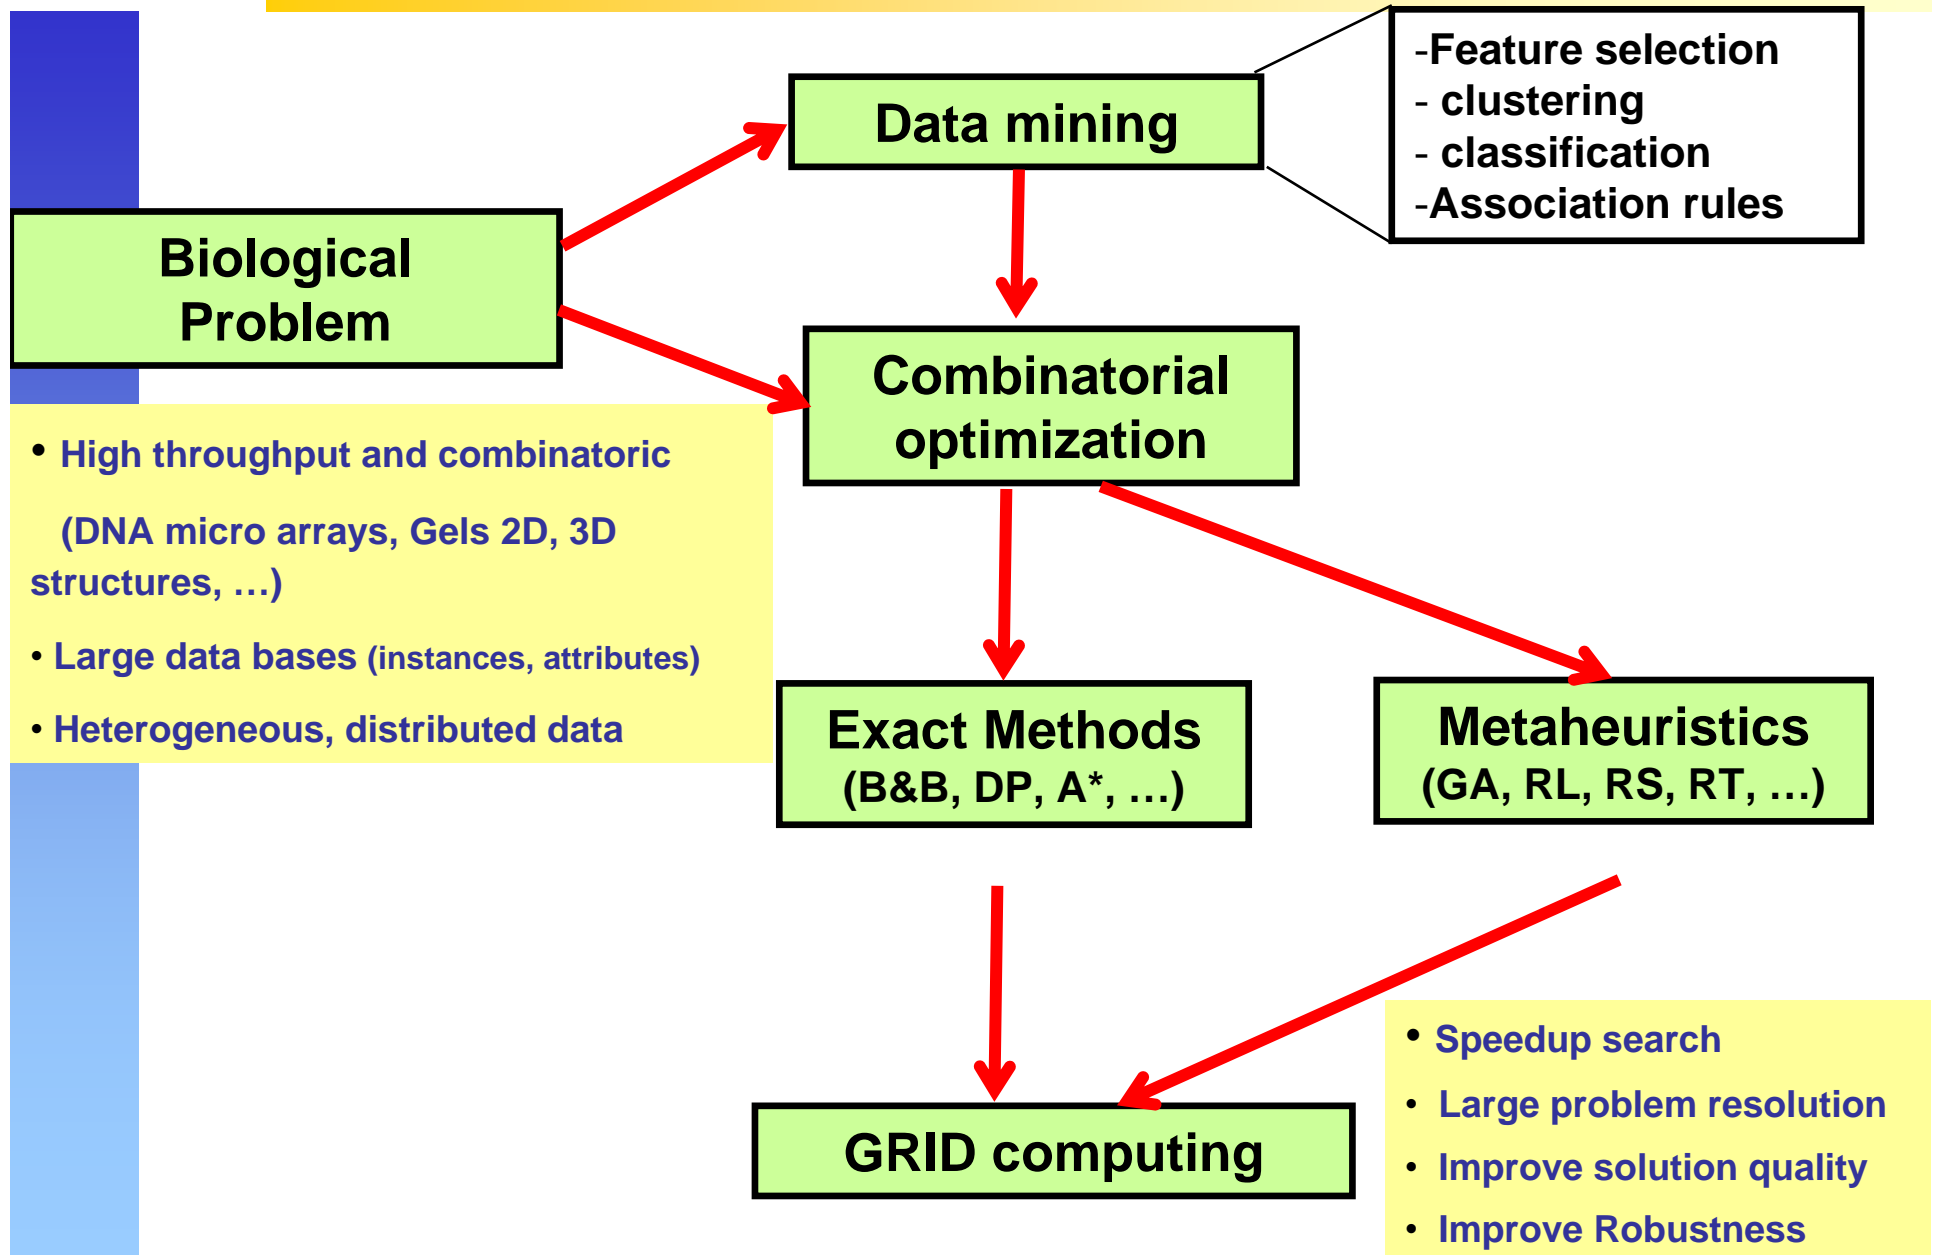 -Feature selection
- clustering
- classification
-Association rules
Data mining
Biological
Problem
Combinatorial
optimization
• High throughput and combinatoric
(DNA micro arrays, Gels 2D, 3D
structures, …)
• Large data bases (instances, attributes)
• Heterogeneous, distributed data
Exact Methods
(B&B, DP, A*, …)
Metaheuristics
(GA, RL, RS, RT, …)
GRID computing
• Speedup search
• Large problem resolution
• Improve solution quality
• Improve Robustness